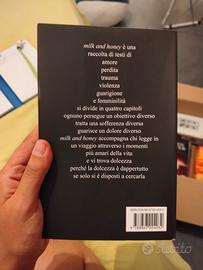 milk and honey è una
raccolta di testi di
amore
perdita
trauma
violenza
guarigione
e femminilità
si divide in quattro capitoli
ognuno persegue un obiettivo diverso
tratta una sofferenza diversa
guarisce un dolore diverso
milk and honey accompagna chi legge in
un viaggio attraverso i momenti
più amari della vita
e vi trova dolcezza
perché la dolcezza è dappertutto
se solo si è disposti a cercarla
subito